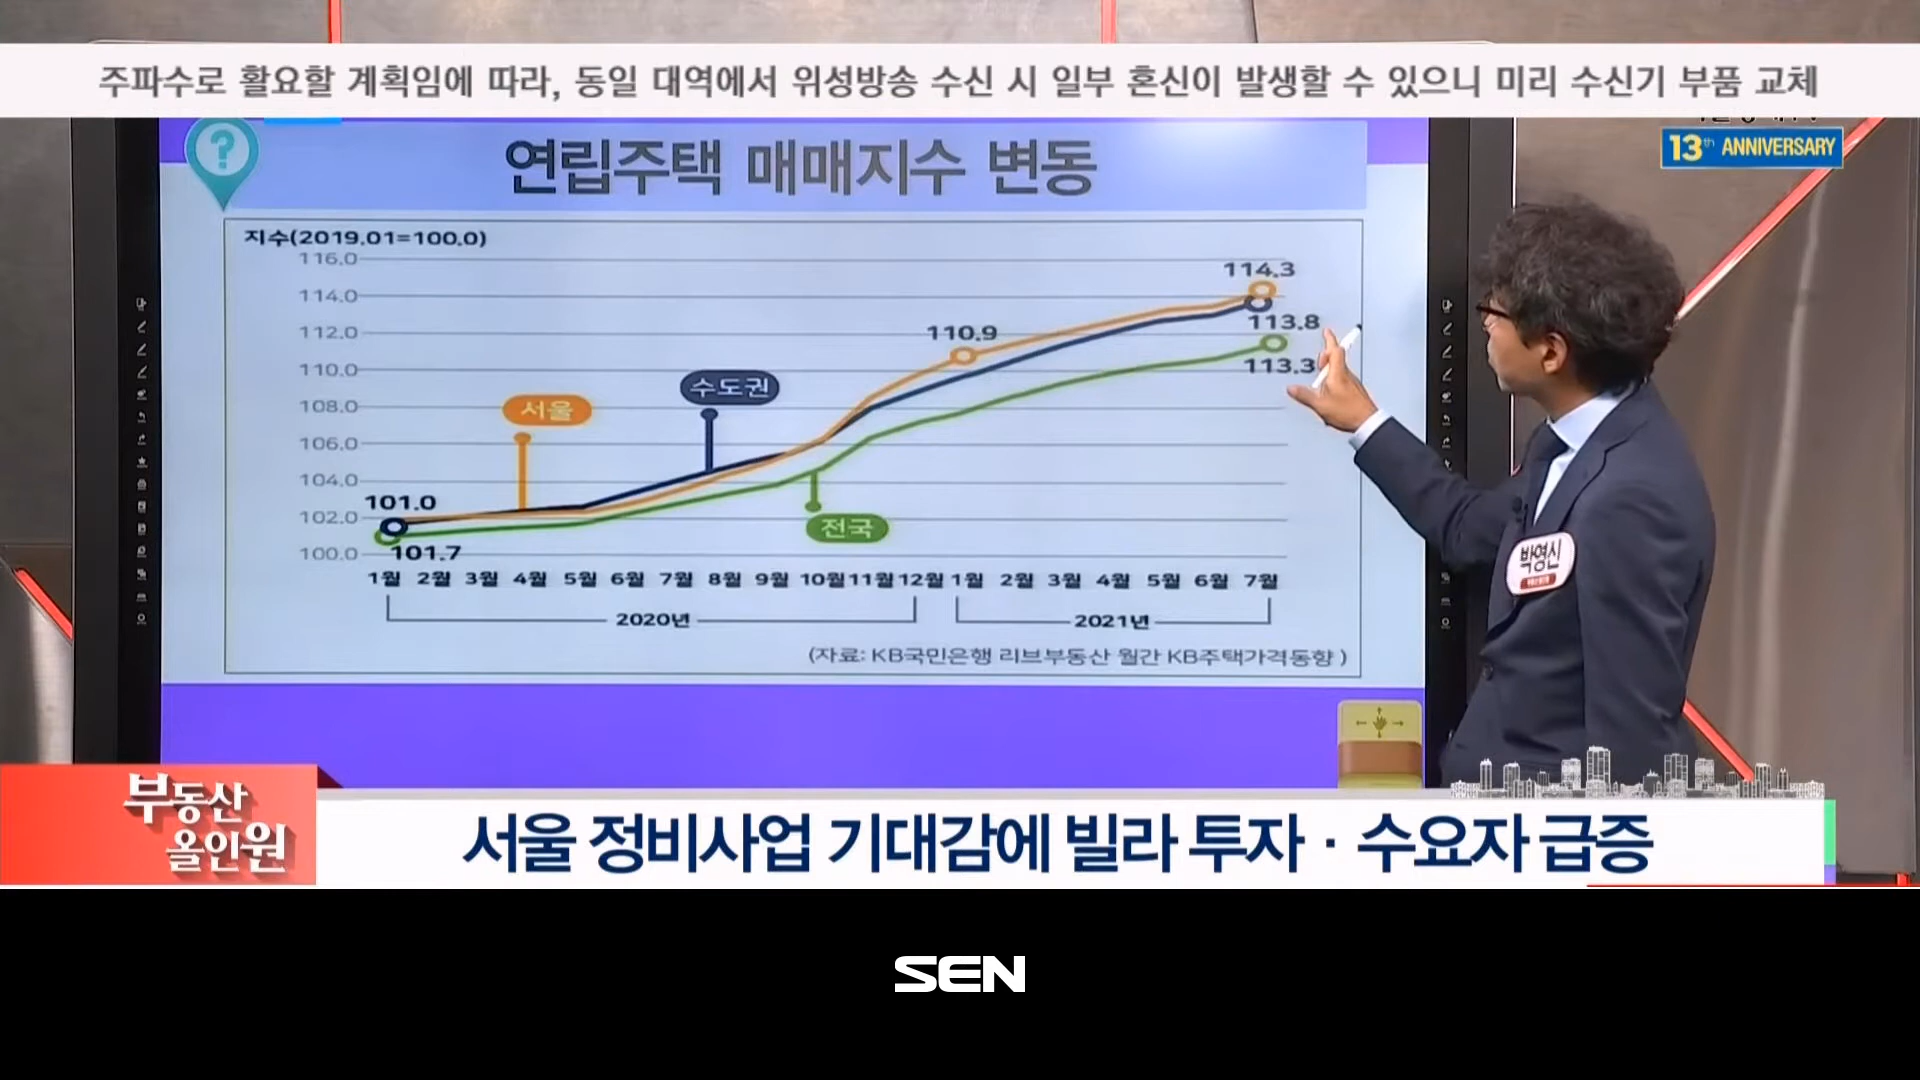 주파수로 활요할 계획임에 따라, 동일 대역에서 위성방송 수신 시 일부 혼신이 발생할 수 있으니 미리 수신기 부품 교체
13th ANNIVERSARY
?
연립주택 매매지수 변동
지수(2019.01=100.0)
116.0
114.0
112.0
110.0
108.0
106.0
104.0
102.0
100.0
114.3
113.8
113.3
110.9
수도권
서울
전국
101.0
101.7
1월 2월 3월 4월 5월 6월 7월 8월 9월 10월 11월 12월 1월 2월 3월 4월 5월 6월 7월
2020년 2021년
(자료: KB국민은행 리브부동산 월간 KB주택가격동향 )
박영신
부동산
올인원
서울 정비사업 기대감에 빌라 투자 · 수요자 급증
SEN